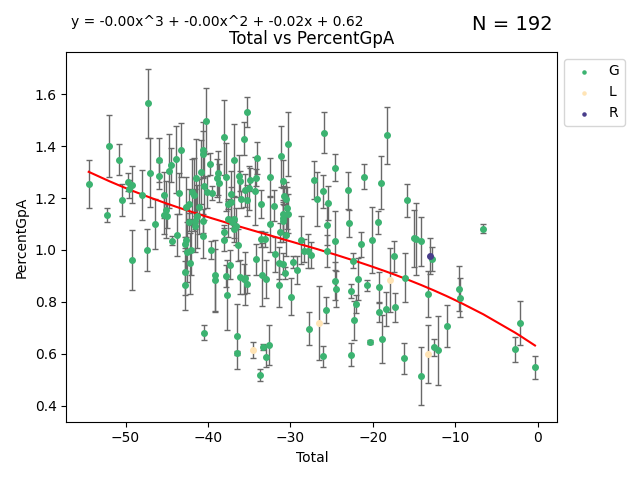 y = -0.00x^3 + -0.00x^2 + -0.02x + 0.62
N = 192
Total vs PercentGpA
G
L
R
PercentGpA
1.6
1.4
1.2
1.0
0.8
0.6
0.4
−50
−40
−30
−20
−10
0
Total